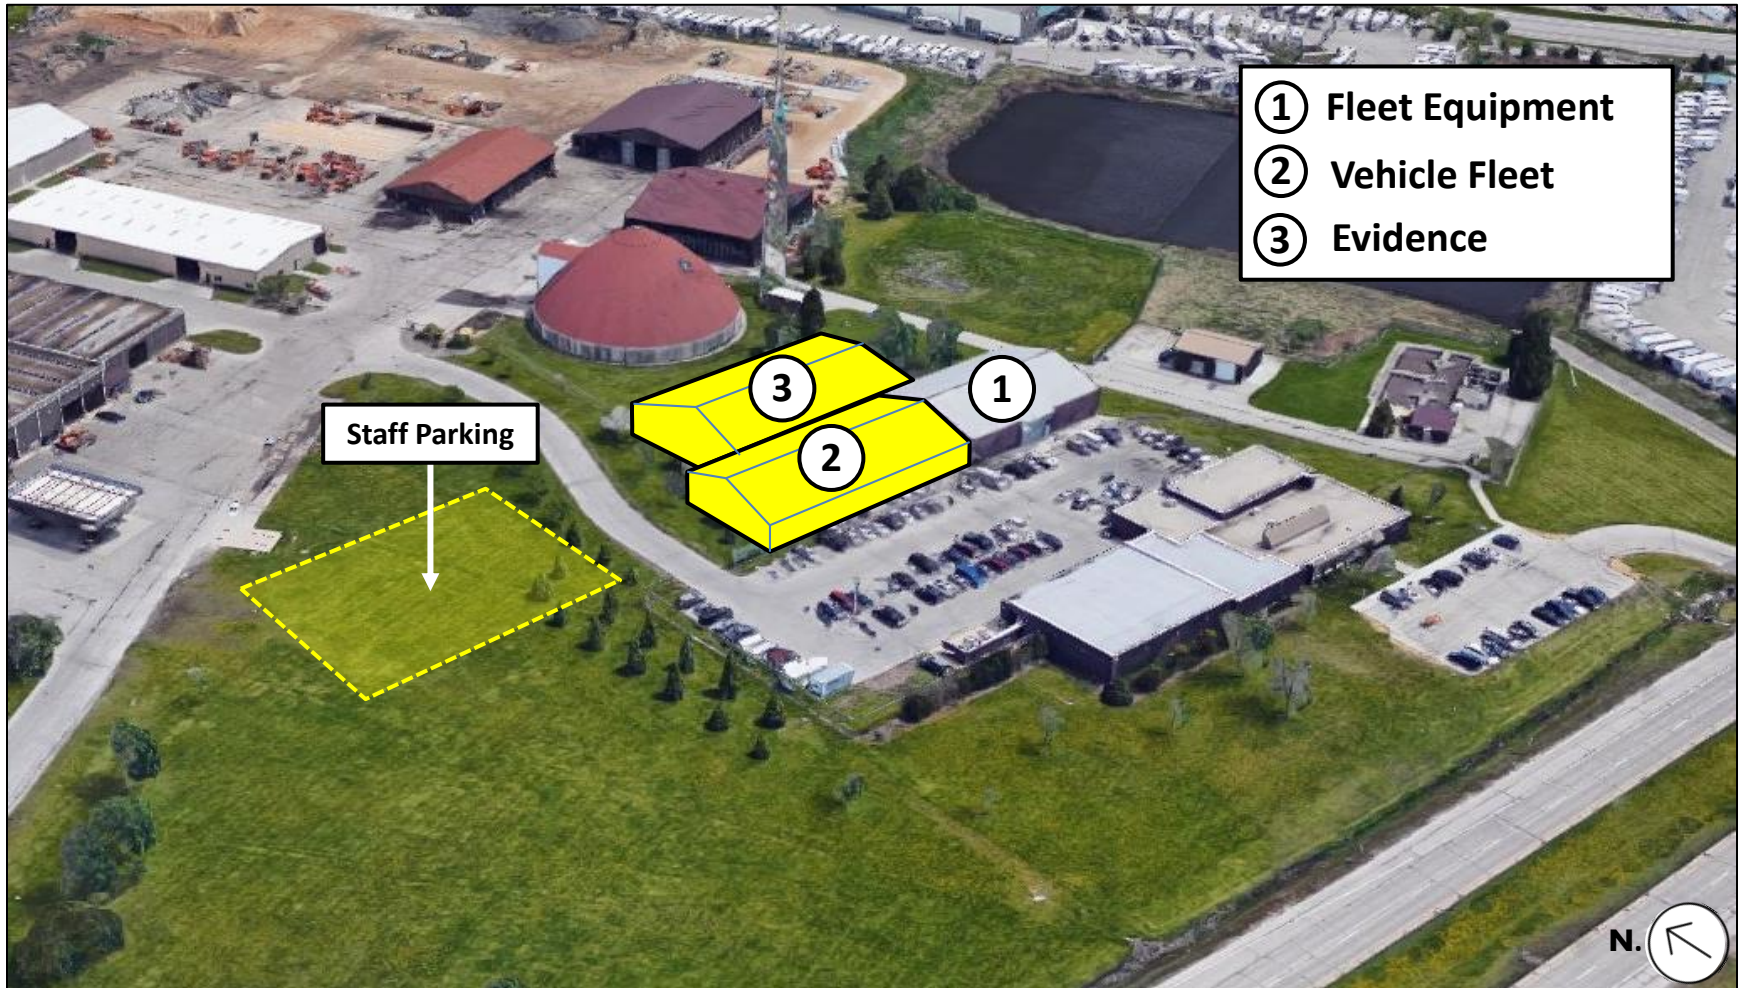 ① Fleet Equipment
② Vehicle Fleet
③ Evidence
3
1
Staff Parking
2
N.